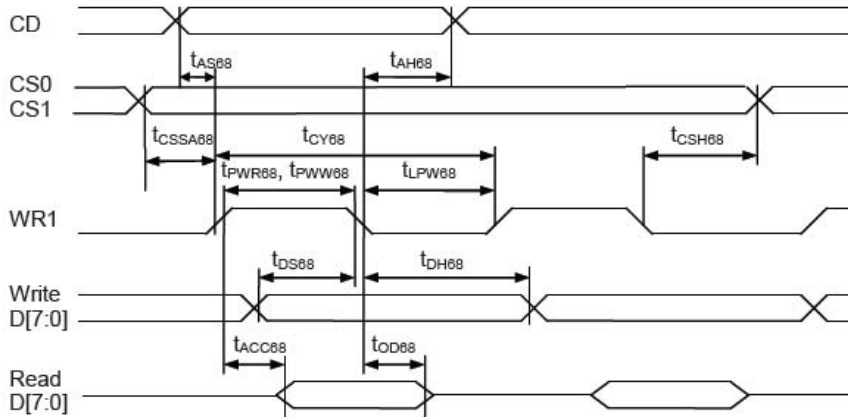 CD
tAS68
tAH68
CS0
CS1
tCSSA68
tCY68
tCSH68
tPWR68, tPWW68
tLPW68
WR1
tDS68
tDH68
Write
D[7:0]
tACC68
tOD68
Read
D[7:0]